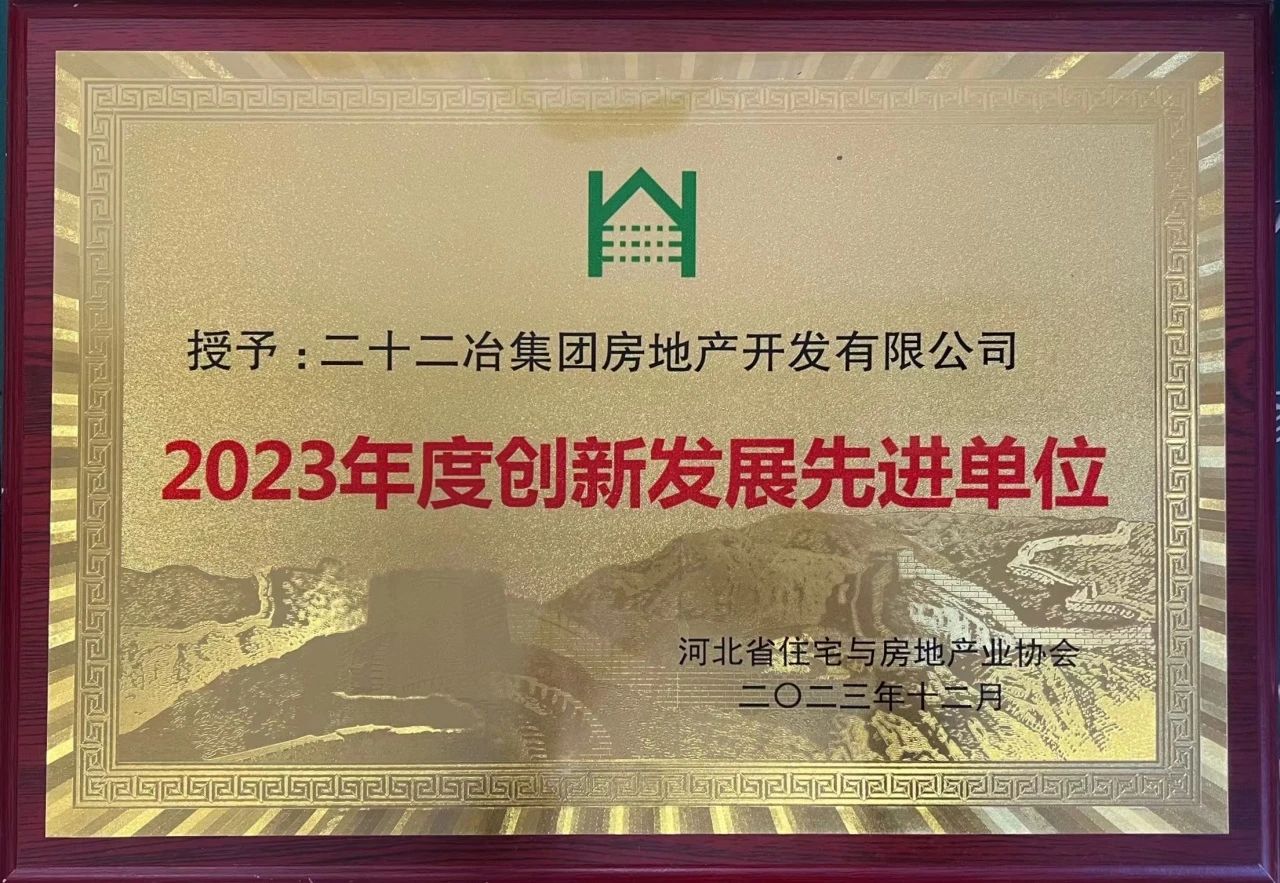 授予：二十二冶集团房地产开发有限公司
2023年度创新发展先进单位
河北省住宅与房地产业协会
二〇二三年十二月